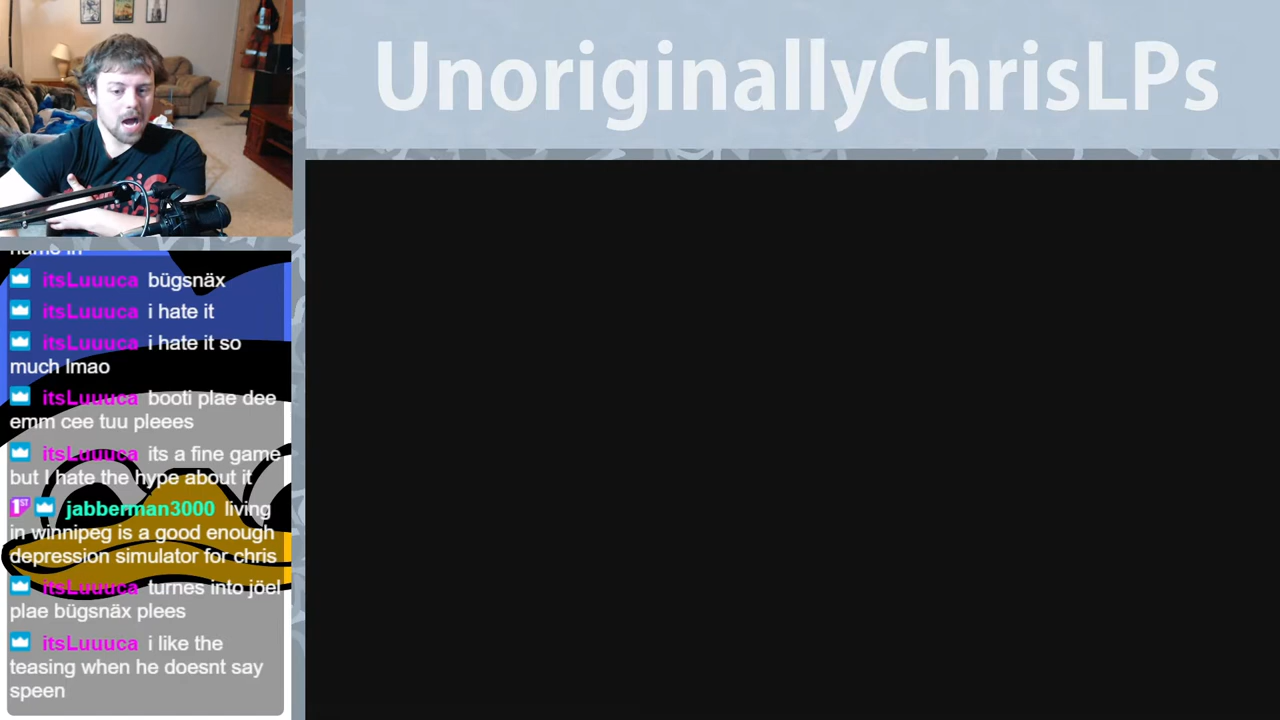 UnoriginallyChrisLPs
name in
itsLuuuca bügsnäx
itsLuuuca i hate it
itsLuuuca i hate it so
much lmao
itsLuuuca booti plae dee
emm cee tuu pleees
itsLuuuca its a fine game
but I hate the hype about it
1ST jabberman3000 living
in winnipeg is a good enough
depression simulator for chris
itsLuuuca turnes into jöel
plae bügsnäx plees
itsLuuuca i like the
teasing when he doesnt say
speen